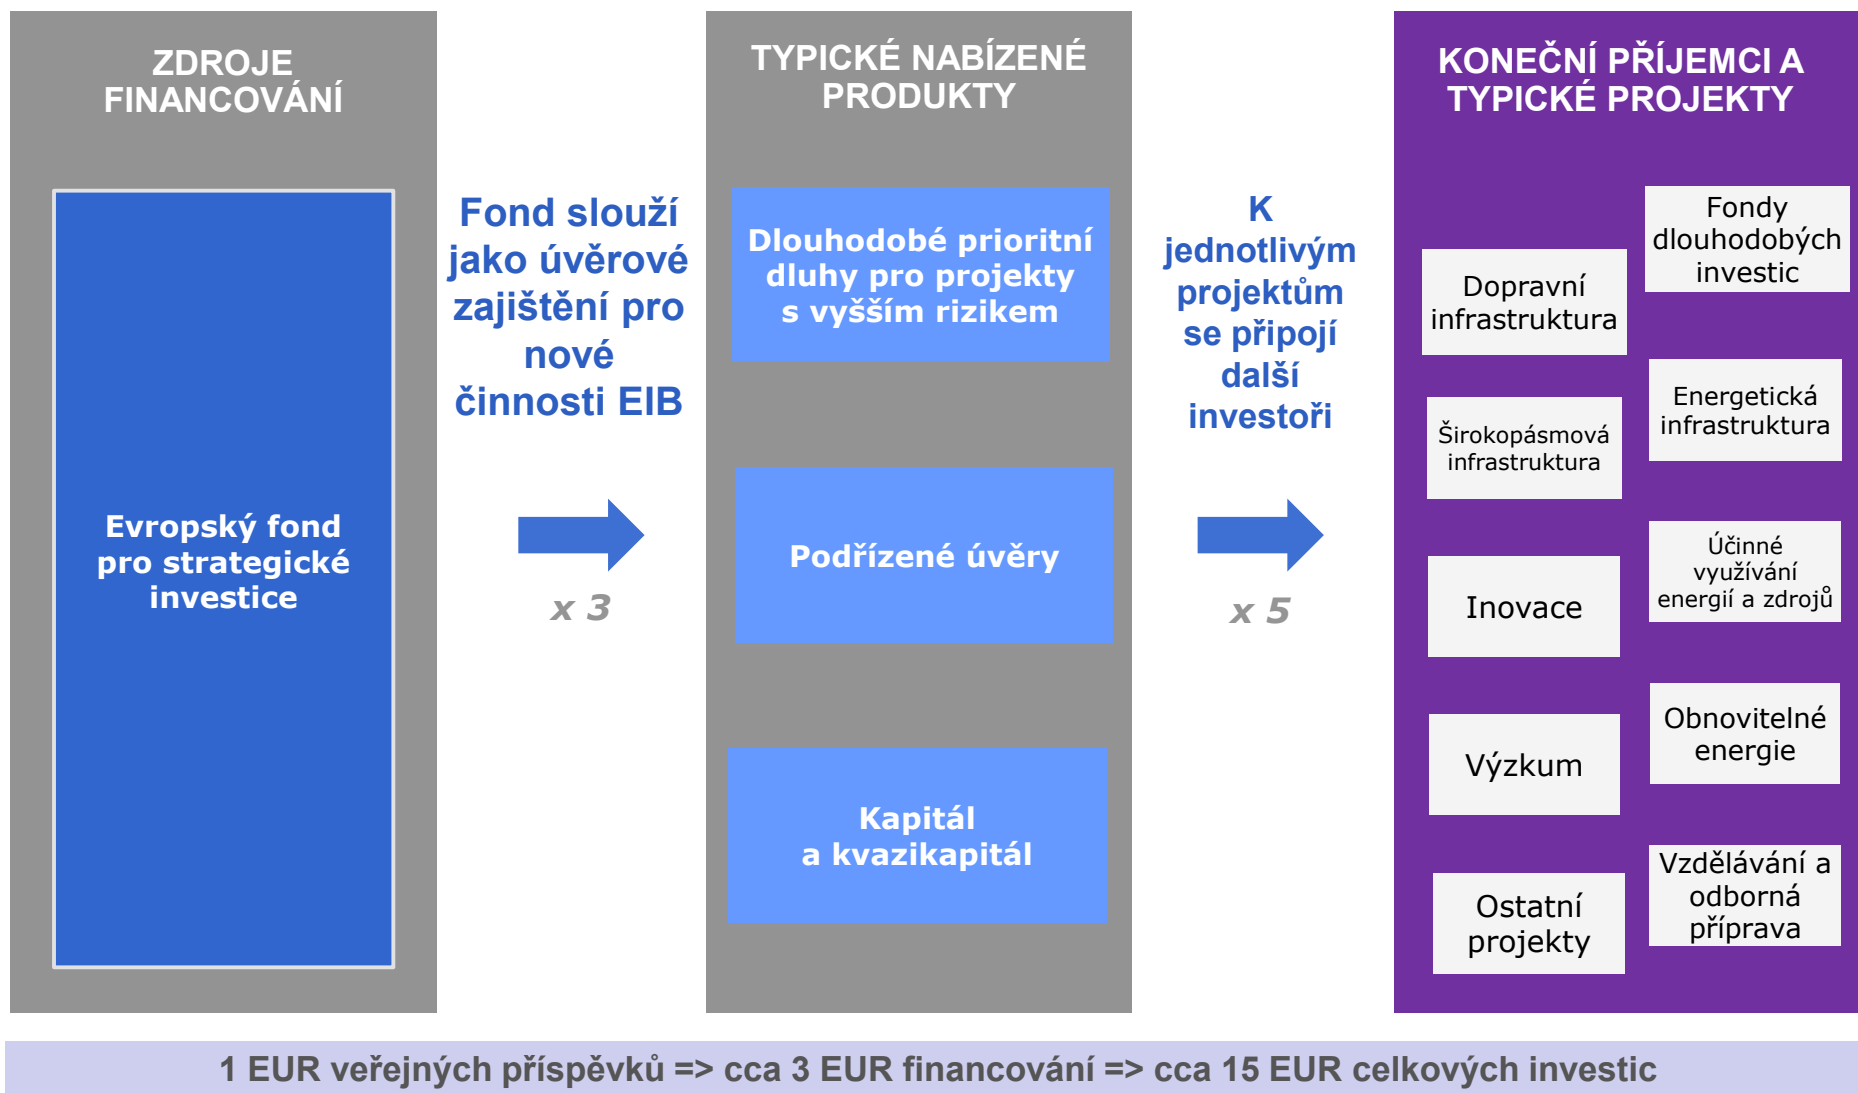 ZDROJE
FINANCOVÁNÍ
Evropský fond
pro strategické
investice
Fond slouží
jako úvěrové
zajištění pro
nové
činnosti EIB
x 3
TYPICKÉ NABÍZENÉ
PRODUKTY
Dlouhodobé prioritní
dluhy pro projekty
s vyšším rizikem
Podřízené úvěry
Kapitál
a kvazikapitál
K
jednotlivým
projektům
se připojí
další
investoři
x 5
KONEČNÍ PŘÍJEMCI A
TYPICKÉ PROJEKTY
Fondy
dlouhodobých
investic
Dopravní
infrastruktura
Energetická
infrastruktura
Širokopásmová
infrastruktura
Účinné
využívání
energií a zdrojů
Inovace
Obnovitelné
energie
Výzkum
Vzdělávání a
odborná
příprava
Ostatní
projekty
1 EUR veřejných příspěvků => cca 3 EUR financování => cca 15 EUR celkových investic